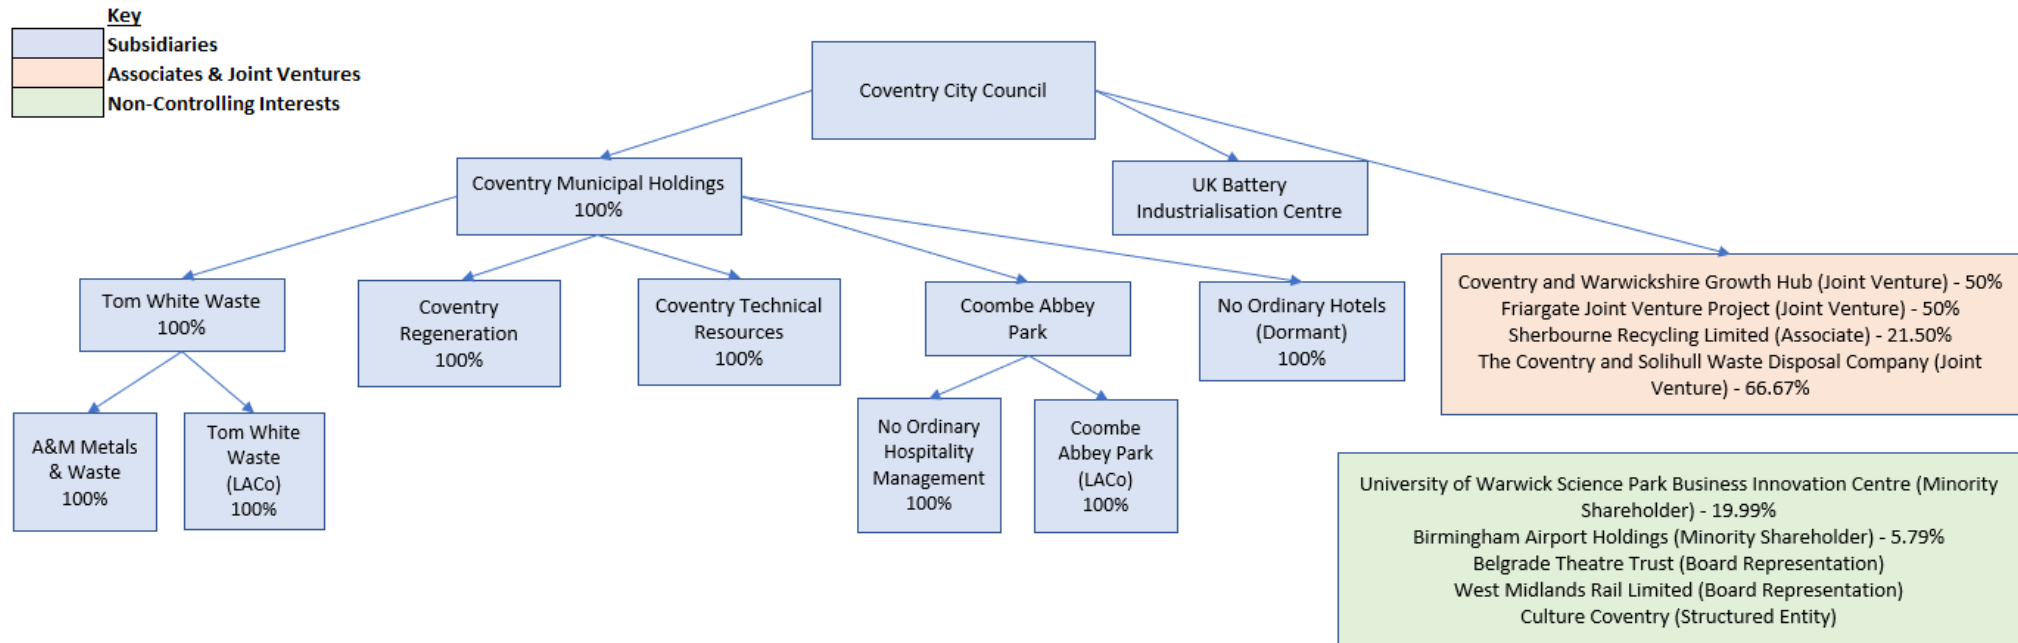 Key
Subsidiaries
Associates & Joint Ventures
Non-Controlling Interests
Coventry City Council
Coventry Municipal Holdings
100%
UK Battery
Industrialisation Centre
Tom White Waste
100%
Coventry
Regeneration
100%
Coventry Technical
Resources
100%
Coombe Abbey
Park
No Ordinary Hotels
(Dormant)
100%
Coventry and Warwickshire Growth Hub (Joint Venture) - 50%
Friargate Joint Venture Project (Joint Venture) - 50%
Sherbourne Recycling Limited (Associate) - 21.50%
The Coventry and Solihull Waste Disposal Company (Joint
Venture) - 66.67%
A&M Metals
& Waste
100%
Tom White
Waste
(LACo)
100%
No Ordinary
Hospitality
Management
100%
Coombe
Abbey Park
(LACo)
100%
University of Warwick Science Park Business Innovation Centre (Minority
Shareholder) - 19.99%
Birmingham Airport Holdings (Minority Shareholder) - 5.79%
Belgrade Theatre Trust (Board Representation)
West Midlands Rail Limited (Board Representation)
Culture Coventry (Structured Entity)